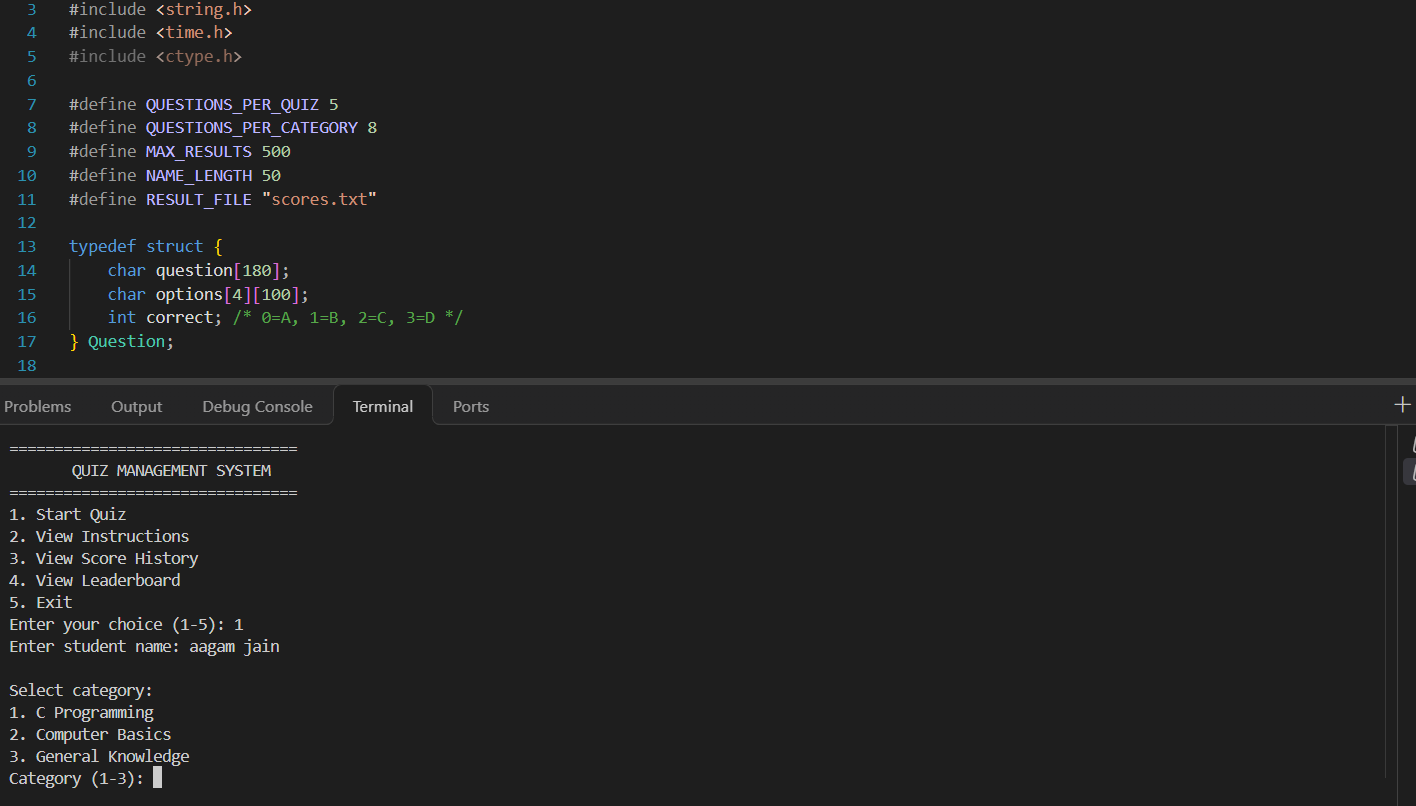 3 #include <string.h>
4 #include <time.h>
5 #include <ctype.h>
6
7 #define QUESTIONS_PER_QUIZ 5
8 #define QUESTIONS_PER_CATEGORY 8
9 #define MAX_RESULTS 500
10 #define NAME_LENGTH 50
11 #define RESULT_FILE "scores.txt"
12
13 typedef struct {
14     char question[180];
15     char options[4][100];
16     int correct; /* 0=A, 1=B, 2=C, 3=D */
17 } Question;
18
Problems Output Debug Console Terminal Ports +
================================
       QUIZ MANAGEMENT SYSTEM
================================
1. Start Quiz
2. View Instructions
3. View Score History
4. View Leaderboard
5. Exit
Enter your choice (1-5): 1
Enter student name: aagam jain

Select category:
1. C Programming
2. Computer Basics
3. General Knowledge
Category (1-3):